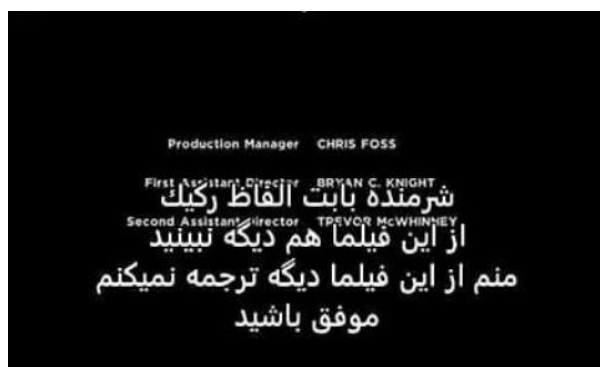 Production Manager CHRIS FOSS
First Assistant Director BRYAN C. KNIGHT
شرمنده بابت الفاظ رکیك
Second Assistant Director TREVOR McWHINNEY
از این فیلما هم دیگه نبینید
منم از این فیلما دیگه ترجمه نمیکنم
موفق باشید